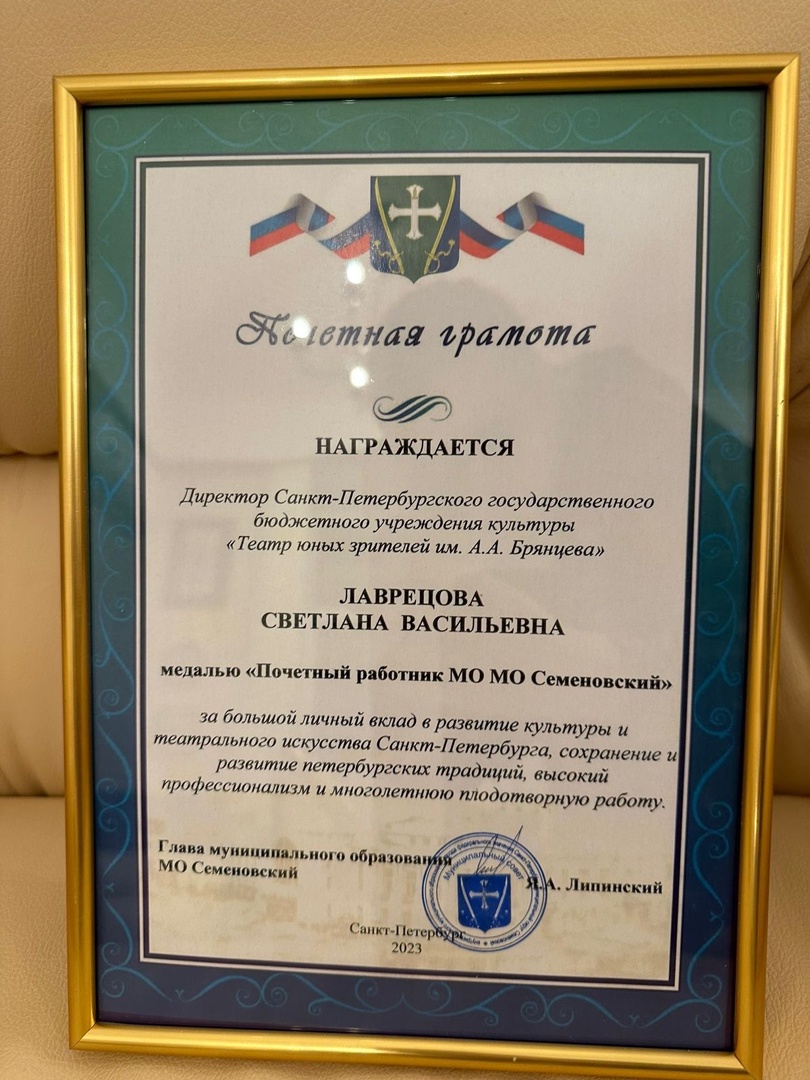 Почетная грамота
НАГРАЖДАЕТСЯ
Директор Санкт-Петербургского государственного
бюджетного учреждения культуры
«Театр юных зрителей им. А.А. Брянцева»
ЛАВРЕЦОВА
СВЕТЛАНА ВАСИЛЬЕВНА
медалью «Почетный работник МО МО Семеновский»
за большой личный вклад в развитие культуры и
театрального искусства Санкт-Петербурга, сохранение и
развитие петербургских традиций, высокий
профессионализм и многолетнюю плодотворную работу.
Глава муниципального образования
МО Семеновский
Муниципальный совет
Я.А. Липинский
Санкт-Петербург
2023